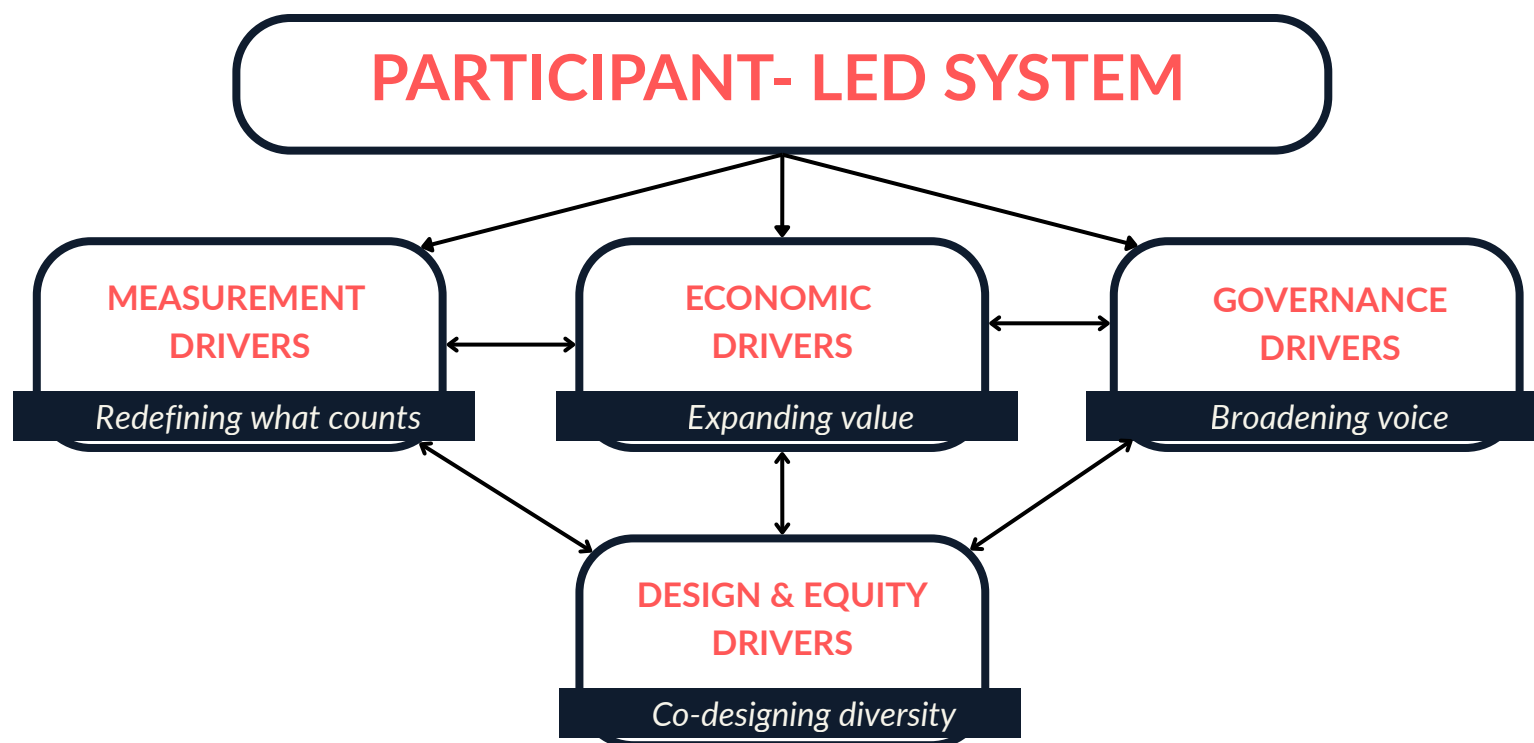 PARTICIPANT- LED SYSTEM
MEASUREMENT
DRIVERS
Redefining what counts
ECONOMIC
DRIVERS
Expanding value
GOVERNANCE
DRIVERS
Broadening voice
DESIGN & EQUITY
DRIVERS
Co-designing diversity